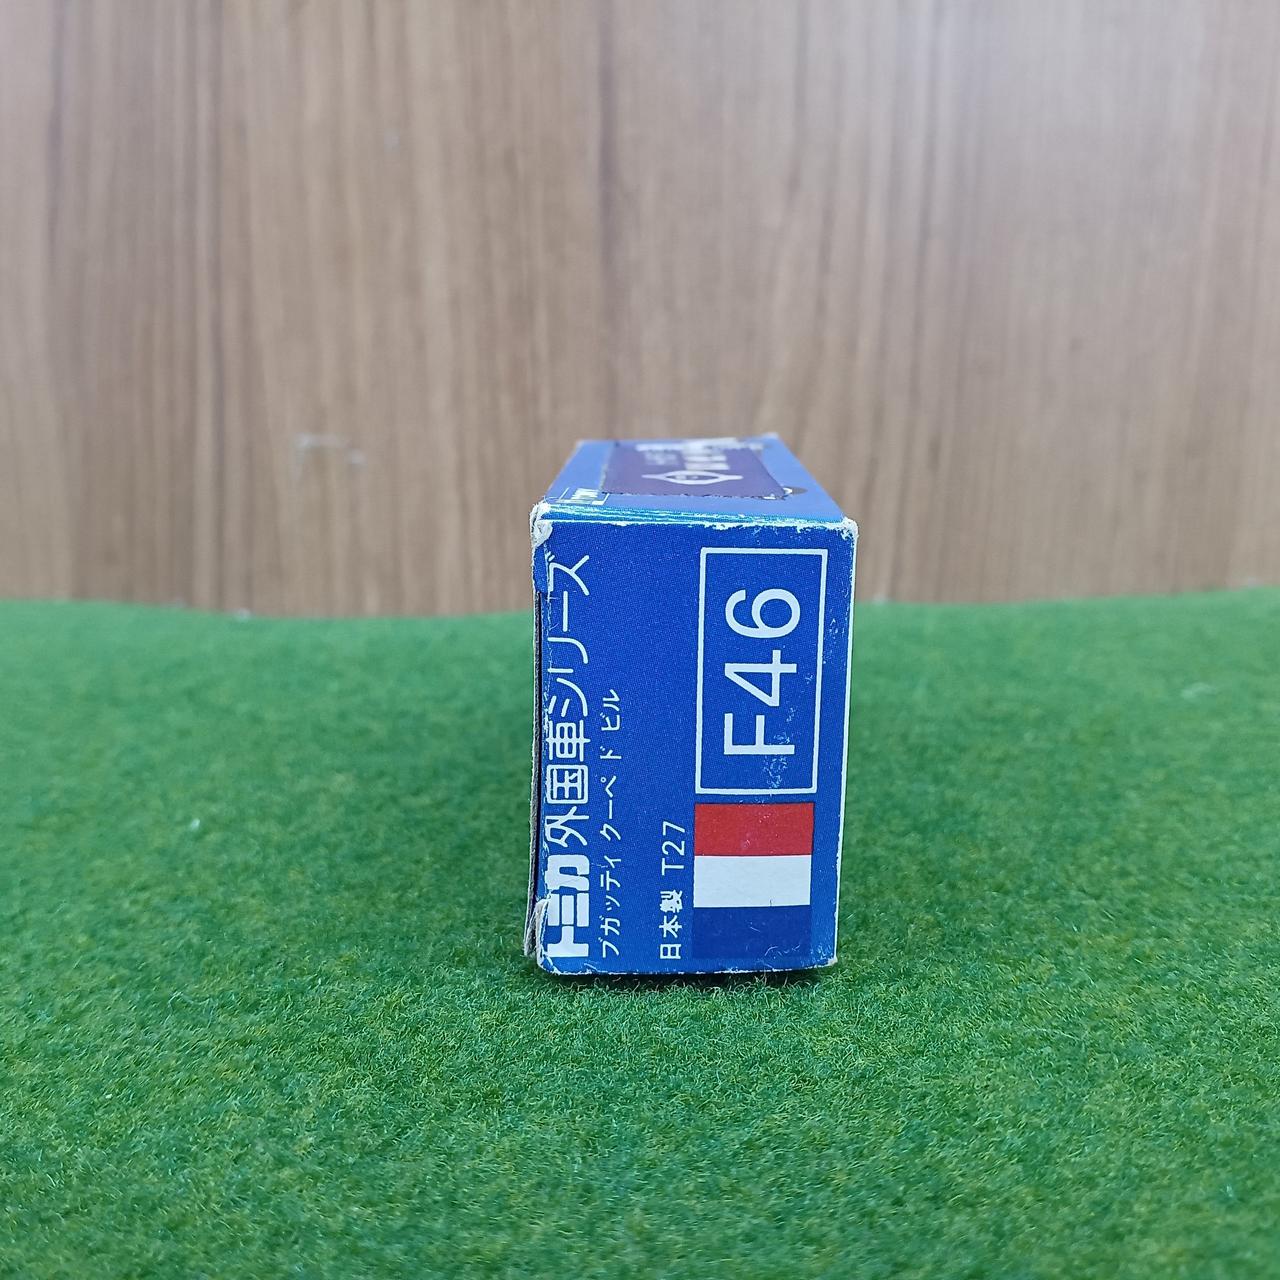 トミカ外国車シリーズ
ブガッティ クーペ ド ビル
日本製 T27
F46